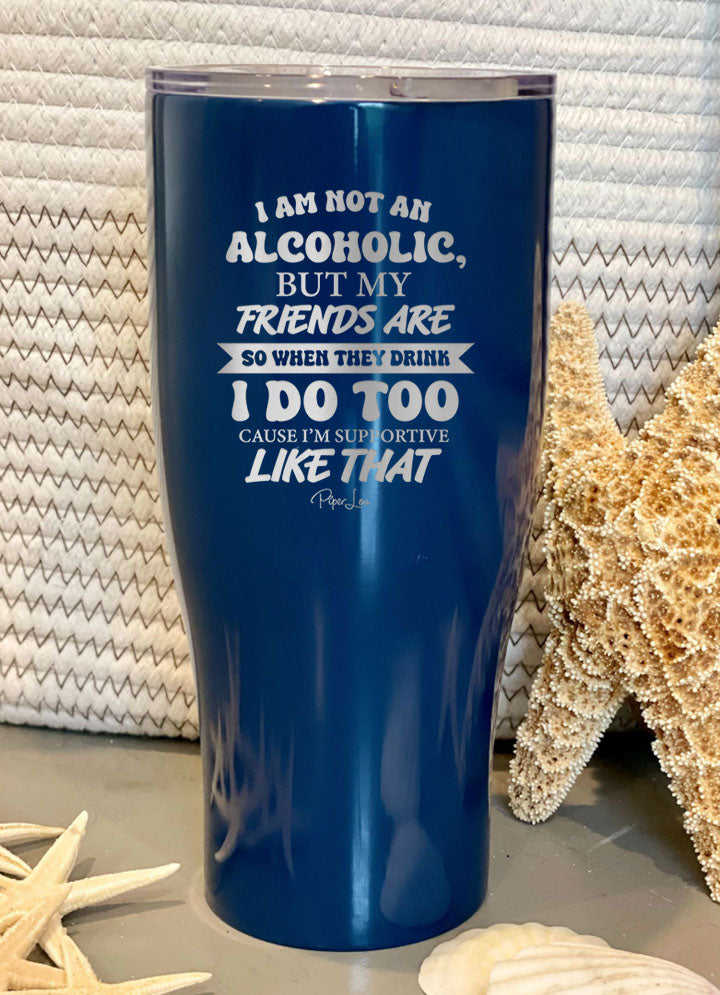 I AM NOT AN
ALCOHOLIC,
BUT MY
FRIENDS ARE
SO WHEN THEY DRINK
I DO TOO
CAUSE I'M SUPPORTIVE
LIKE THAT
Piper Lou